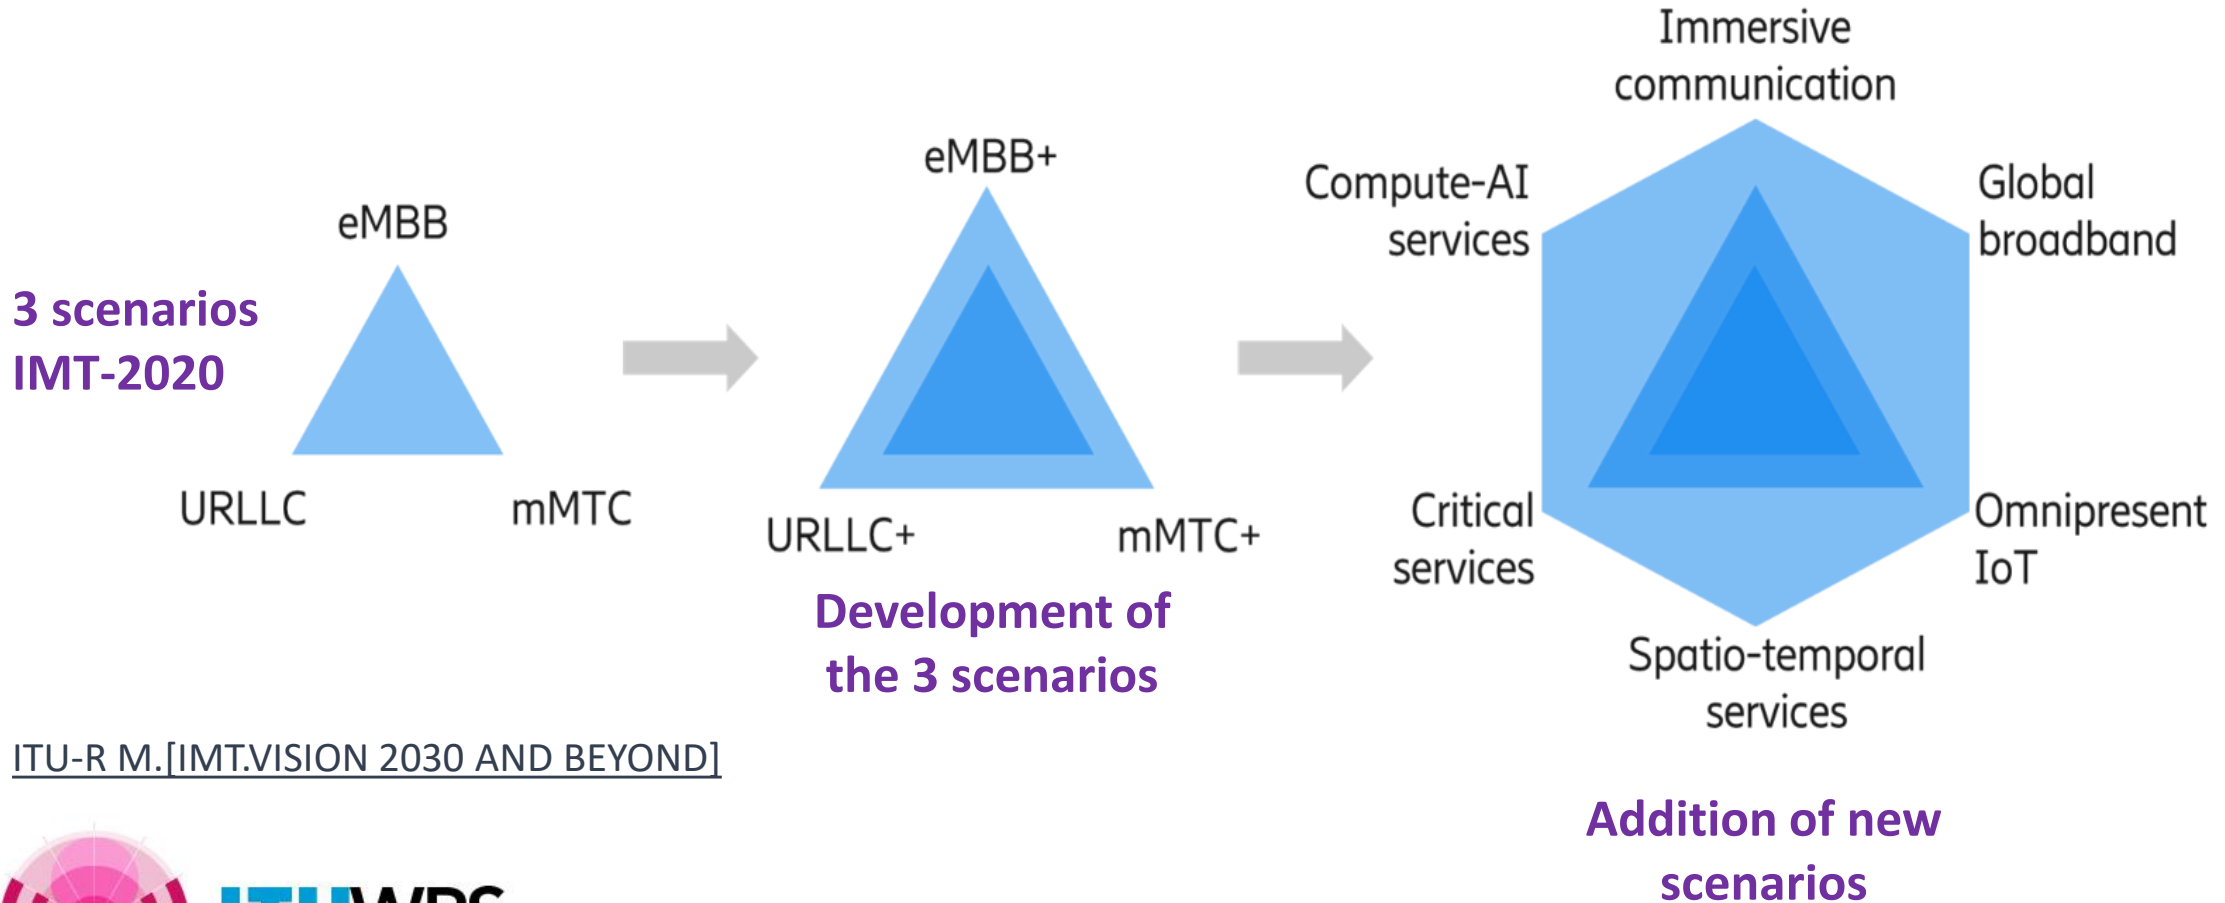 3 scenarios
IMT-2020
eMBB
URLLC
mMTC
eMBB+
URLLC+
mMTC+
Development of
the 3 scenarios
Immersive
communication
Compute-AI
services
Global
broadband
Critical
services
Omnipresent
IoT
Spatio-temporal
services
Addition of new
scenarios
ITU-R M.[IMT.VISION 2030 AND BEYOND]
ITUWRS